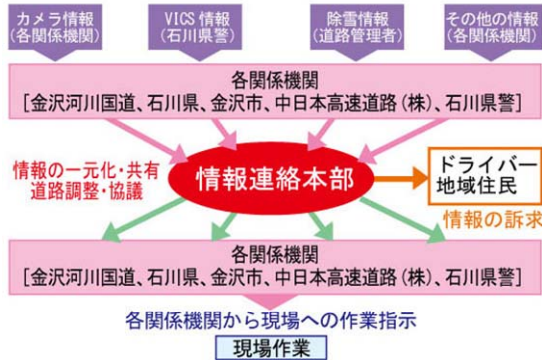 カメラ情報
(各関係機関)
VICS情報
(石川県警)
除雪情報
(道路管理者)
その他の情報
(各関係機関)
各関係機関
[金沢河川国道、石川県、金沢市、中日本高速道路(株)、石川県警]
情報の一元化・共有
道路調整・協議
情報連絡本部
ドライバー
地域住民
情報の訴求
各関係機関
[金沢河川国道、石川県、金沢市、中日本高速道路(株)、石川県警]
各関係機関から現場への作業指示
現場作業